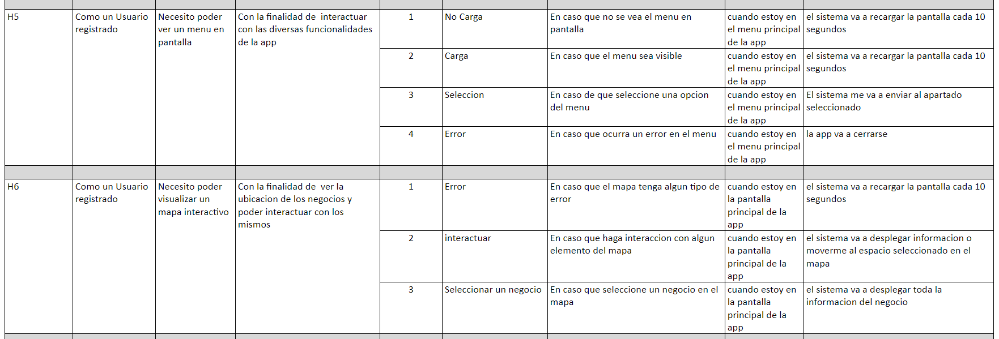 H5
Como un Usuario
registrado
Necesito poder
ver un menu en
pantalla
Con la finalidad de  interactuar
con las diversas funcionalidades
de la app
1
No Carga
En caso que no se vea el menu en
pantalla
cuando estoy en
el menu principal
de la app
el sistema va a recargar la pantalla cada 10
segundos
2
Carga
En caso que el menu sea visible
cuando estoy en
el menu principal
de la app
el sistema va a recargar la pantalla cada 10
segundos
3
Seleccion
En caso de que seleccione una opcion
del menu
cuando estoy en
el menu principal
de la app
El sistema me va a enviar al apartado
seleccionado
4
Error
En caso que ocurra un error en el menu
cuando estoy en
el menu principal
de la app
la app va a cerrarse
H6
Como un Usuario
registrado
Necesito poder
visualizar un
mapa interactivo
Con la finalidad de  ver la
ubicacion de los negocios y
poder interactuar con los
mismos
1
Error
En caso que el mapa tenga algun tipo de
error
cuando estoy en
la pantalla
principal de la
app
el sistema va a recargar la pantalla cada 10
segundos
2
interactuar
En caso que haga interaccion con algun
elemento del mapa
cuando estoy en
la pantalla
principal de la
app
el sistema va a desplegar informacion o
moverme al espacio seleccionado en el
mapa
3
Seleccionar un negocio
En caso que seleccione un negocio en el
mapa
cuando estoy en
la pantalla
principal de la
app
el sistema va a desplegar toda la
informacion del negocio